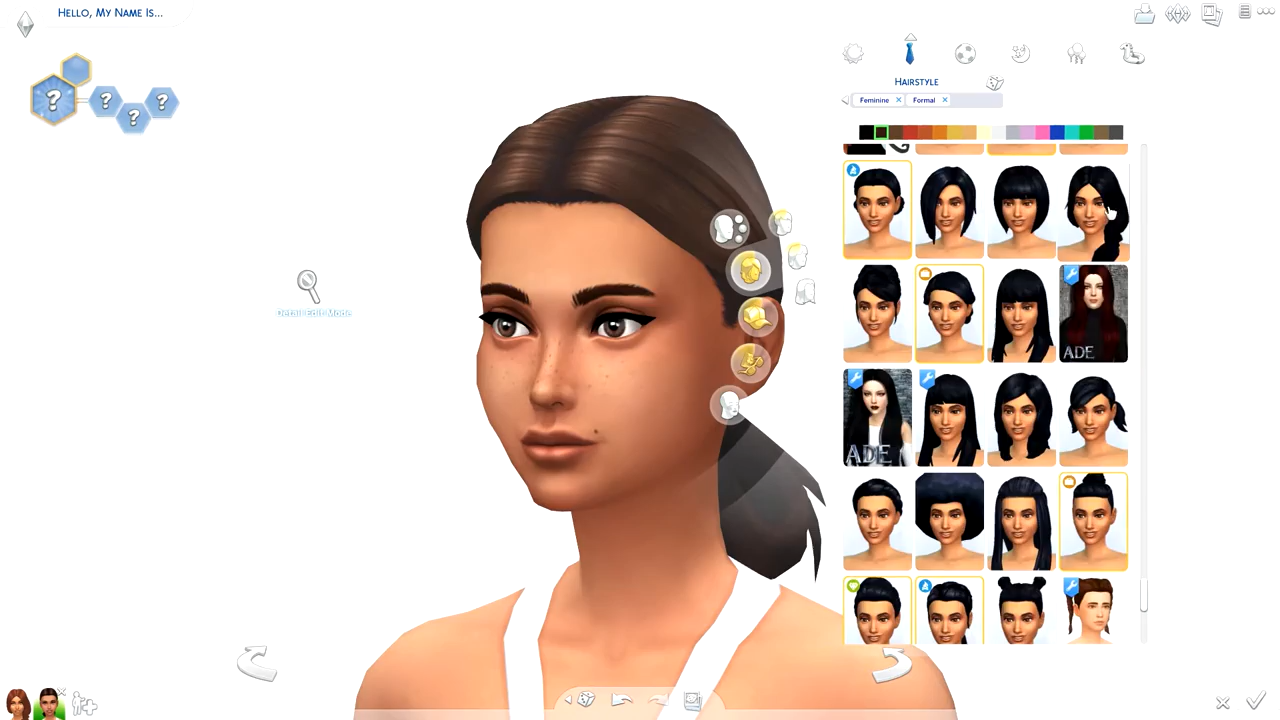 Hello, My Name Is...
Hairstyle
Feminine
Formal
? ? ? ?
Detail Edit Mode
ADE
ADE